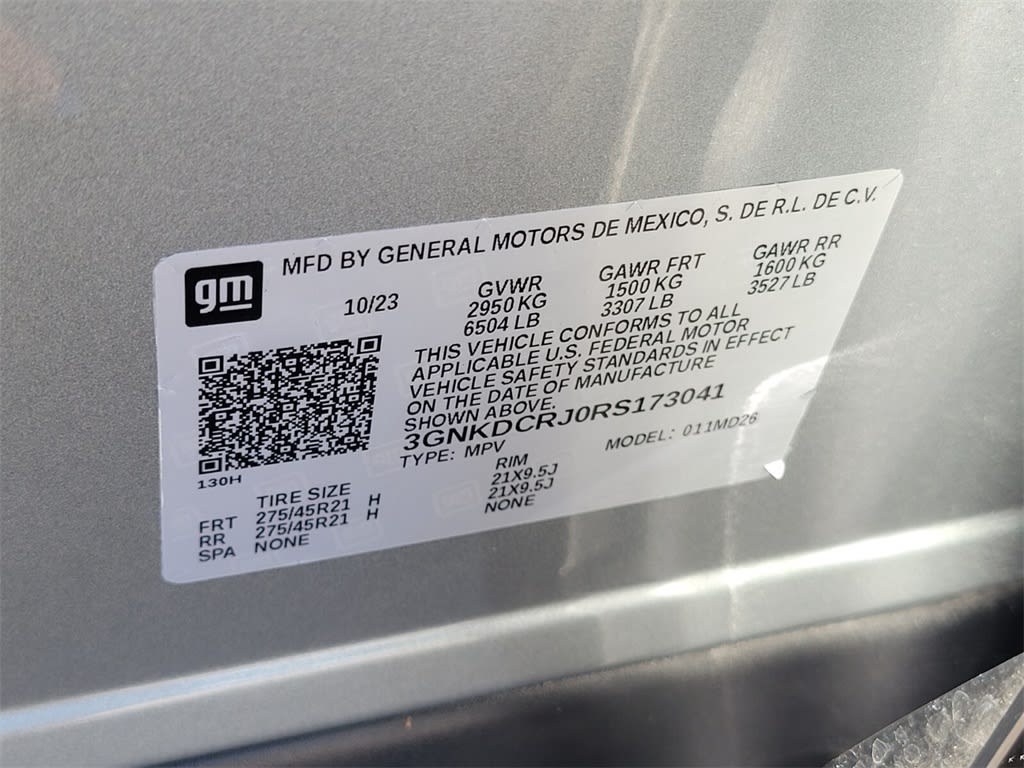 gm
MFD BY GENERAL MOTORS DE MEXICO, S. DE R.L. DE C.V.
10/23
GVWR
2950 KG
6504 LB
GAWR FRT
1500 KG
3307 LB
GAWR RR
1600 KG
3527 LB
THIS VEHICLE CONFORMS TO ALL
APPLICABLE U.S. FEDERAL MOTOR
VEHICLE SAFETY STANDARDS IN EFFECT
ON THE DATE OF MANUFACTURE
SHOWN ABOVE.
3GNKDCRJ0RS173041
TYPE: MPV MODEL: 011MD26
130H
TIRE SIZE RIM
FRT 275/45R21 H 21X9.5J
RR 275/45R21 H 21X9.5J
SPA NONE NONE